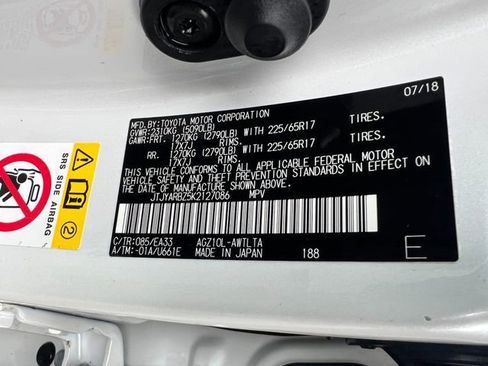 07/18
MFD.BY:TOYOTA MOTOR CORPORATION
GVWR:2310KG (5090LB)
GAWR:FRT. 1270KG (2790LB) WITH 225/65R17 TIRES.
17X7J RIMS.
RR. 1270KG (2790LB) WITH 225/65R17 TIRES.
17X7J RIMS.
THIS VEHICLE CONFORMS TO ALL APPLICABLE FEDERAL MOTOR
VEHICLE SAFETY AND THEFT PREVENTION STANDARDS IN EFFECT
ON THE DATE OF MANUFACTURE SHOWN ABOVE.
JTJYARBZ5K2127086 MPV
C/TR:085/EA33 AGZ10L-AWTLTA
A/TM:-01A/U661E MADE IN JAPAN 188 E
SRS SIDE AIRBAG
2